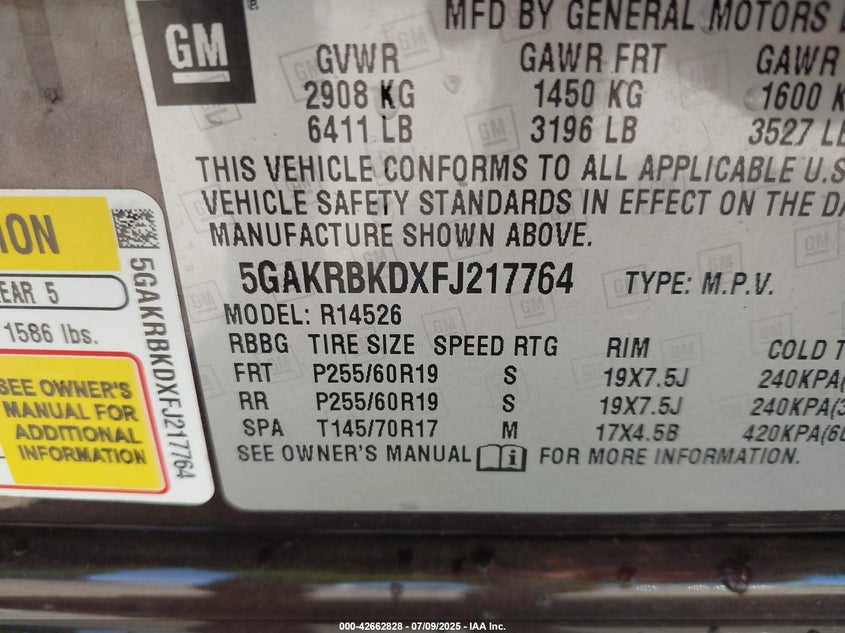 MFD BY GENERAL MOTORS
GM
GVWR GAWR FRT GAWR
2908 KG 1450 KG 1600
6411 LB 3196 LB 3527 LB
THIS VEHICLE CONFORMS TO ALL APPLICABLE U.S
VEHICLE SAFETY STANDARDS IN EFFECT ON THE
MANUFACTURE SHOWN ABOVE.
5GAKRBKDXFJ217764 TYPE: M.P.V.
MODEL: R14526
RBBG TIRE SIZE SPEED RTG RIM COLD
FRT P255/60R19 S 19X7.5J 240KPA(
RR P255/60R19 S 19X7.5J 240KPA(
SPA T145/70R17 M 17X4.5B 420KPA(
SEE OWNER'S MANUAL i FOR MORE INFORMATION.
EAR 5
1586 lbs.
SEE OWNER'S
MANUAL FOR
ADDITIONAL
INFORMATION
5GAKRBKDXFJ217764
000-42662828 - 07/09/2025 - IAA Inc.